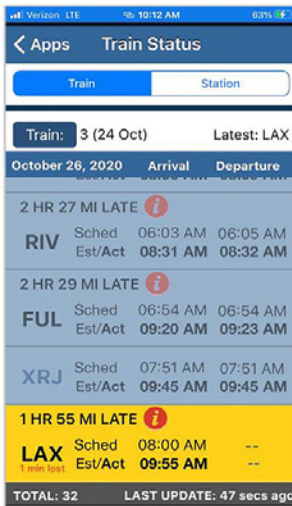 Verizon LTE 10:12 AM 63%
Apps Train Status
Train Station
Train: 3 (24 Oct) Latest: LAX
October 26, 2020 Arrival Departure
2 HR 27 MI LATE i
RIV Sched 06:03 AM 06:05 AM
Est/Act 08:31 AM 08:32 AM
2 HR 29 MI LATE i
FUL Sched 06:54 AM 06:54 AM
Est/Act 09:20 AM 09:23 AM
XRJ Sched 07:51 AM 07:51 AM
Est/Act 09:45 AM 09:45 AM
1 HR 55 MI LATE i
LAX Sched 08:00 AM --
1 min lost Est/Act 09:55 AM --
TOTAL: 32 LAST UPDATE: 47 secs ago